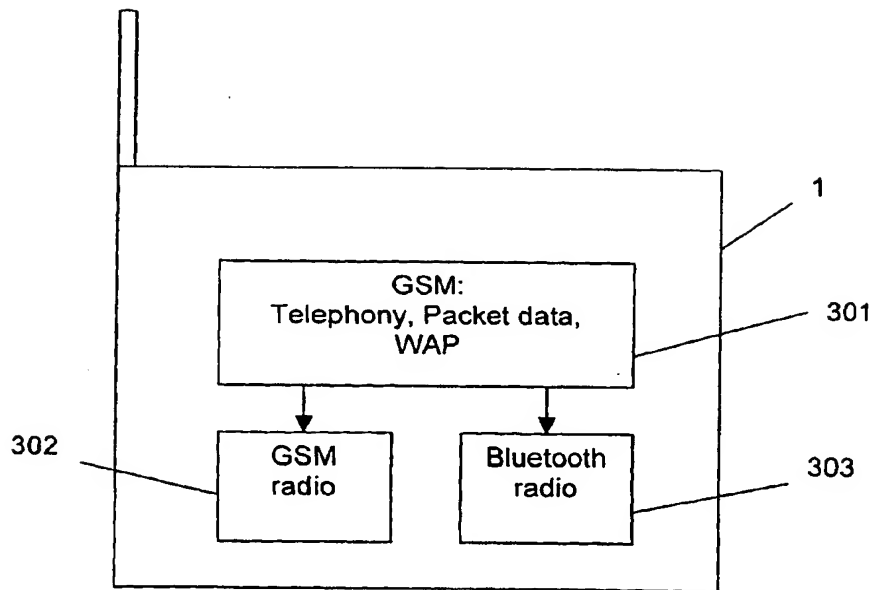 1
GSM:
Telephony, Packet data,
WAP
301
302
GSM
radio
Bluetooth
radio
303